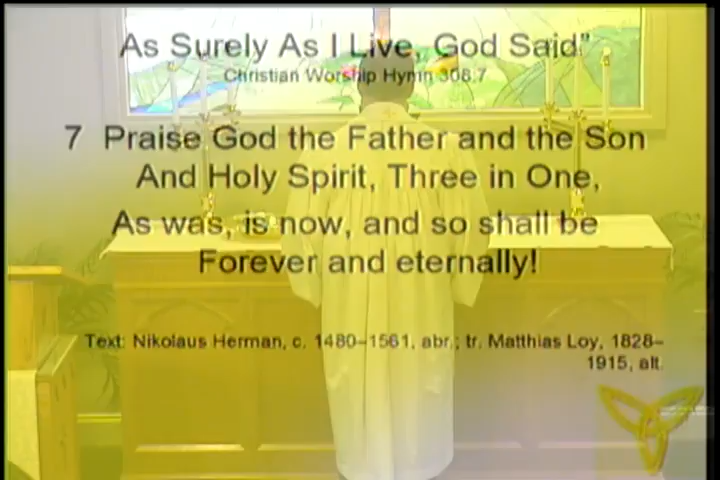 As Surely As I Live, God Said"
Christian Worship Hymn 308:7
7 Praise God the Father and the Son
And Holy Spirit, Three in One,
As was, is now, and so shall be
Forever and eternally!
Text: Nikolaus Herman, c. 1480–1561, abr.; tr. Matthias Loy, 1828–
1915, alt.